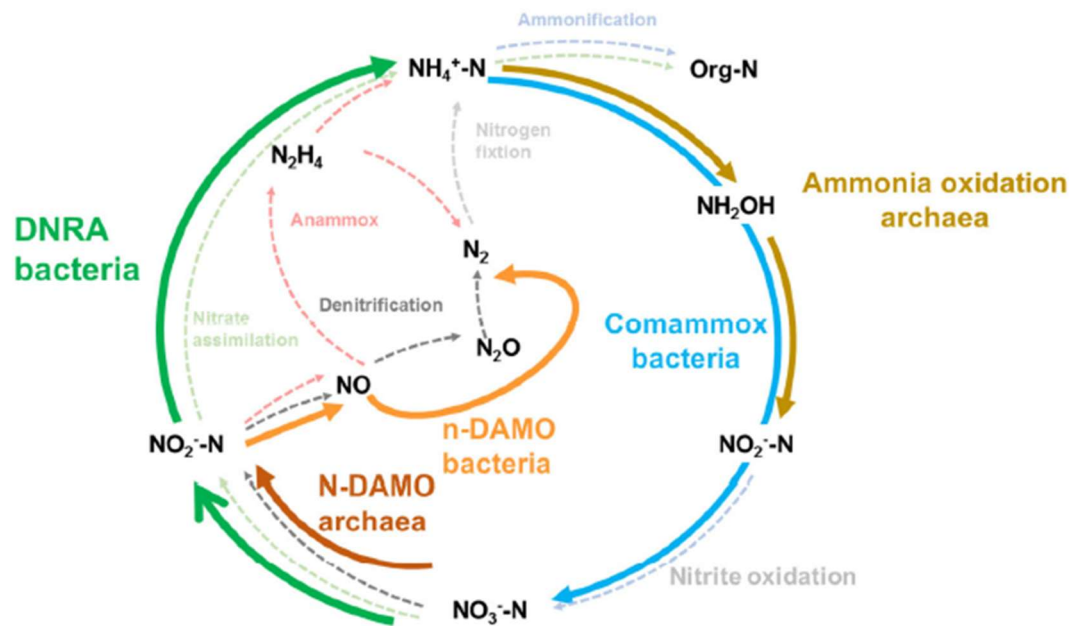 Ammonification
NH₄⁺-N
Org-N
Nitrogen
fixtion
N₂H₄
Ammonia oxidation
archaea
NH₂OH
DNRA
bacteria
Anammox
N₂
Denitrification
Nitrate
assimilation
Comammox
bacteria
N₂O
NO
n-DAMO
bacteria
NO₂⁻-N
NO₂⁻-N
N-DAMO
archaea
Nitrite oxidation
NO₃⁻-N